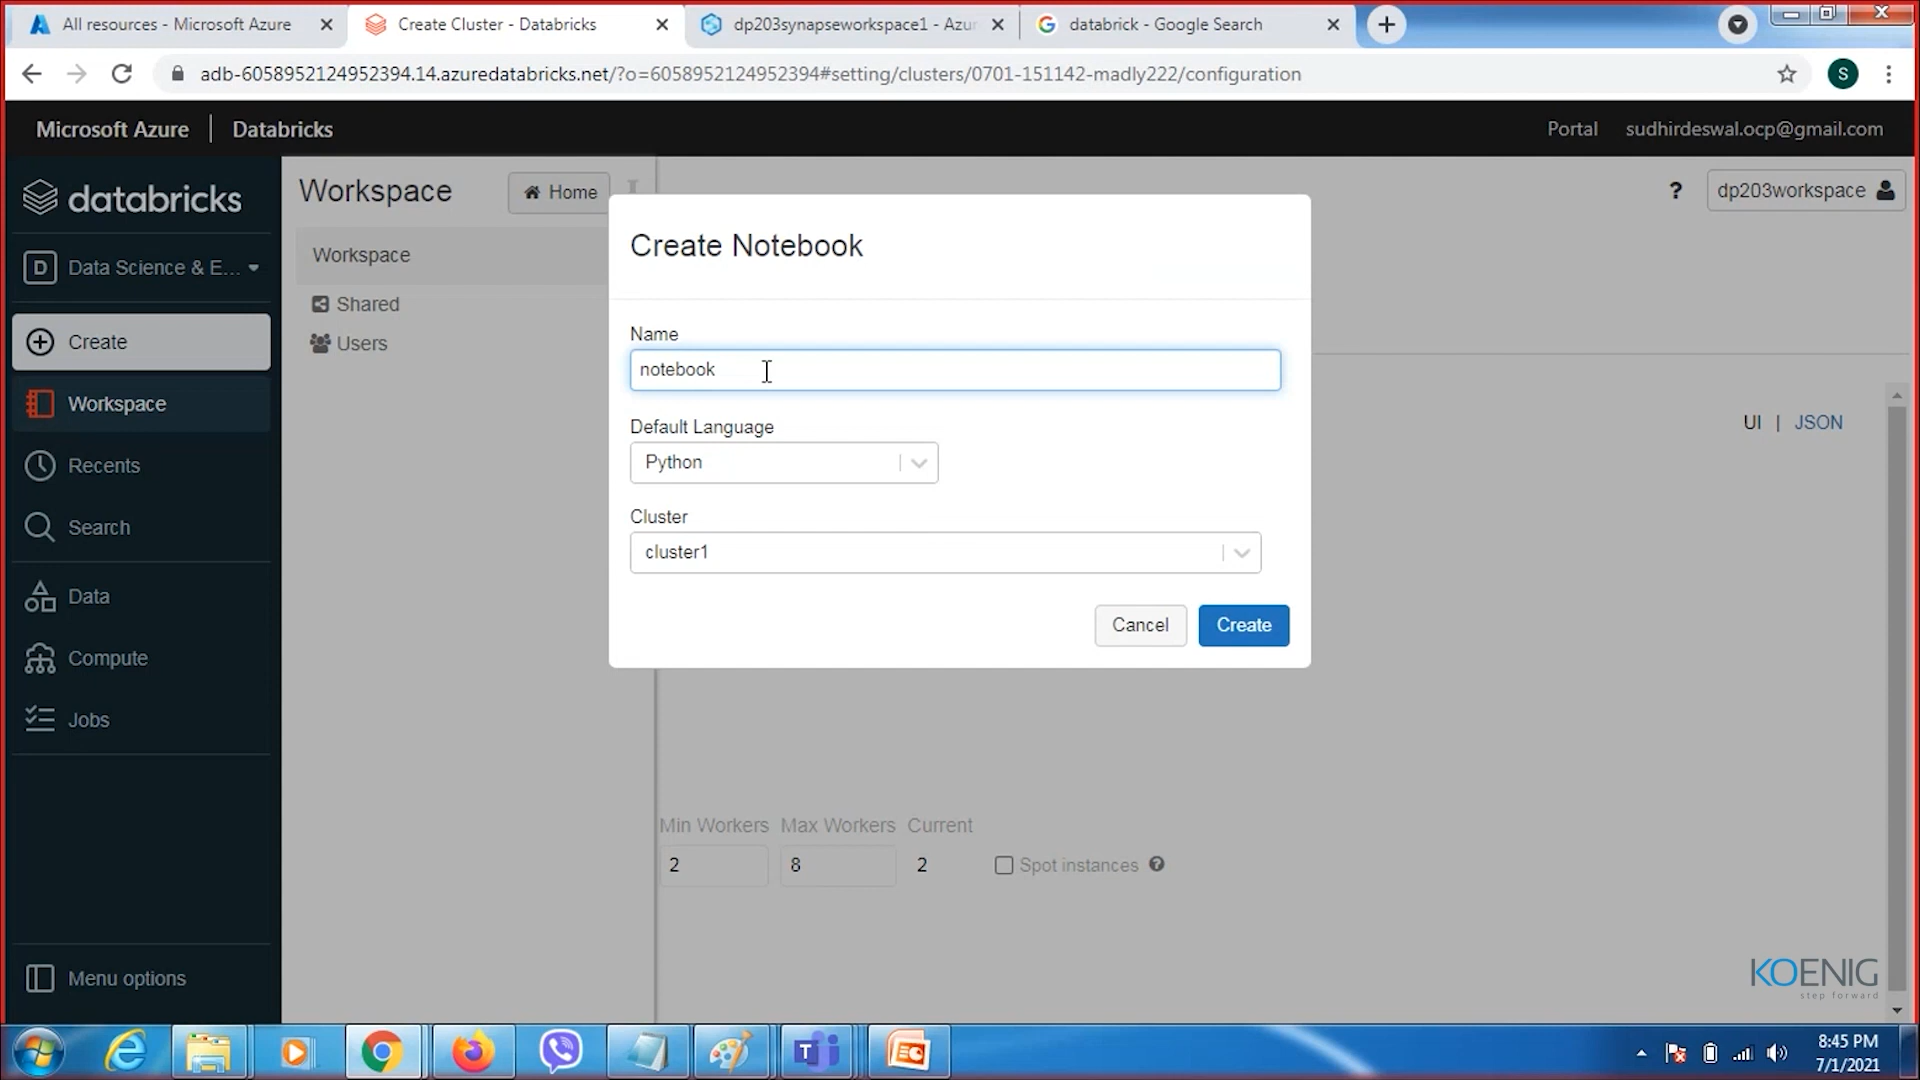 All resources - Microsoft Azure
Create Cluster - Databricks
dp203synapseworkspace1 - Azur
databrick - Google Search
adb-6058952124952394.14.azuredatabricks.net/?o=6058952124952394#setting/clusters/0701-151142-madly222/configuration
S
Microsoft Azure | Databricks
Portal
sudhirdeswal.ocp@gmail.com
databricks
D Data Science & E...
Create
Workspace
Recents
Search
Data
Compute
Jobs
Menu options
Workspace
Home
Workspace
Shared
Users
? dp203workspace
Create Notebook
Name
notebook
Default Language
Python
Cluster
cluster1
Cancel
Create
UI | JSON
Min Workers Max Workers Current
2 8 2 Spot instances ?
KOENIG
step forward
8:45 PM
7/1/2021